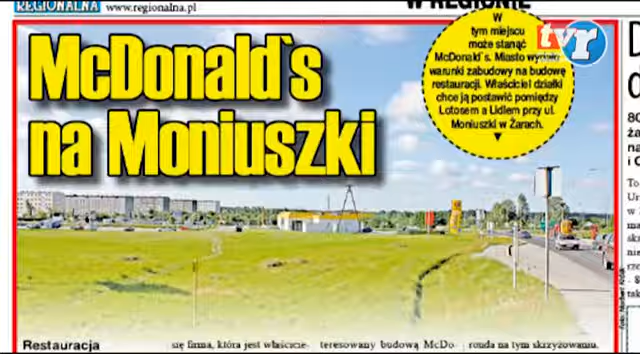 REGIONALNA www.regionalna.pl
W REGIONIE
McDonald`s
na Moniuszki
W
tym miejscu
może stanąć
McDonald`s. Miasto wydało
warunki zabudowy na budowę
restauracji. Właściciel działki
chce ją postawić pomiędzy
Lotosem a Lidlem przy ul.
Moniuszki w Żarach.
tvr
Restauracja
się firma, która jest właścicie-
teresowany budową McDo-
ronda na tym skrzyżowaniu.